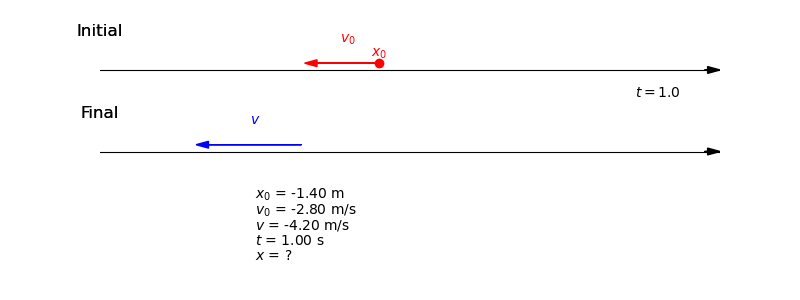 Initial
v₀
x₀
t = 1.0
Final
v
x₀ = -1.40 m
v₀ = -2.80 m/s
v = -4.20 m/s
t = 1.00 s
x = ?